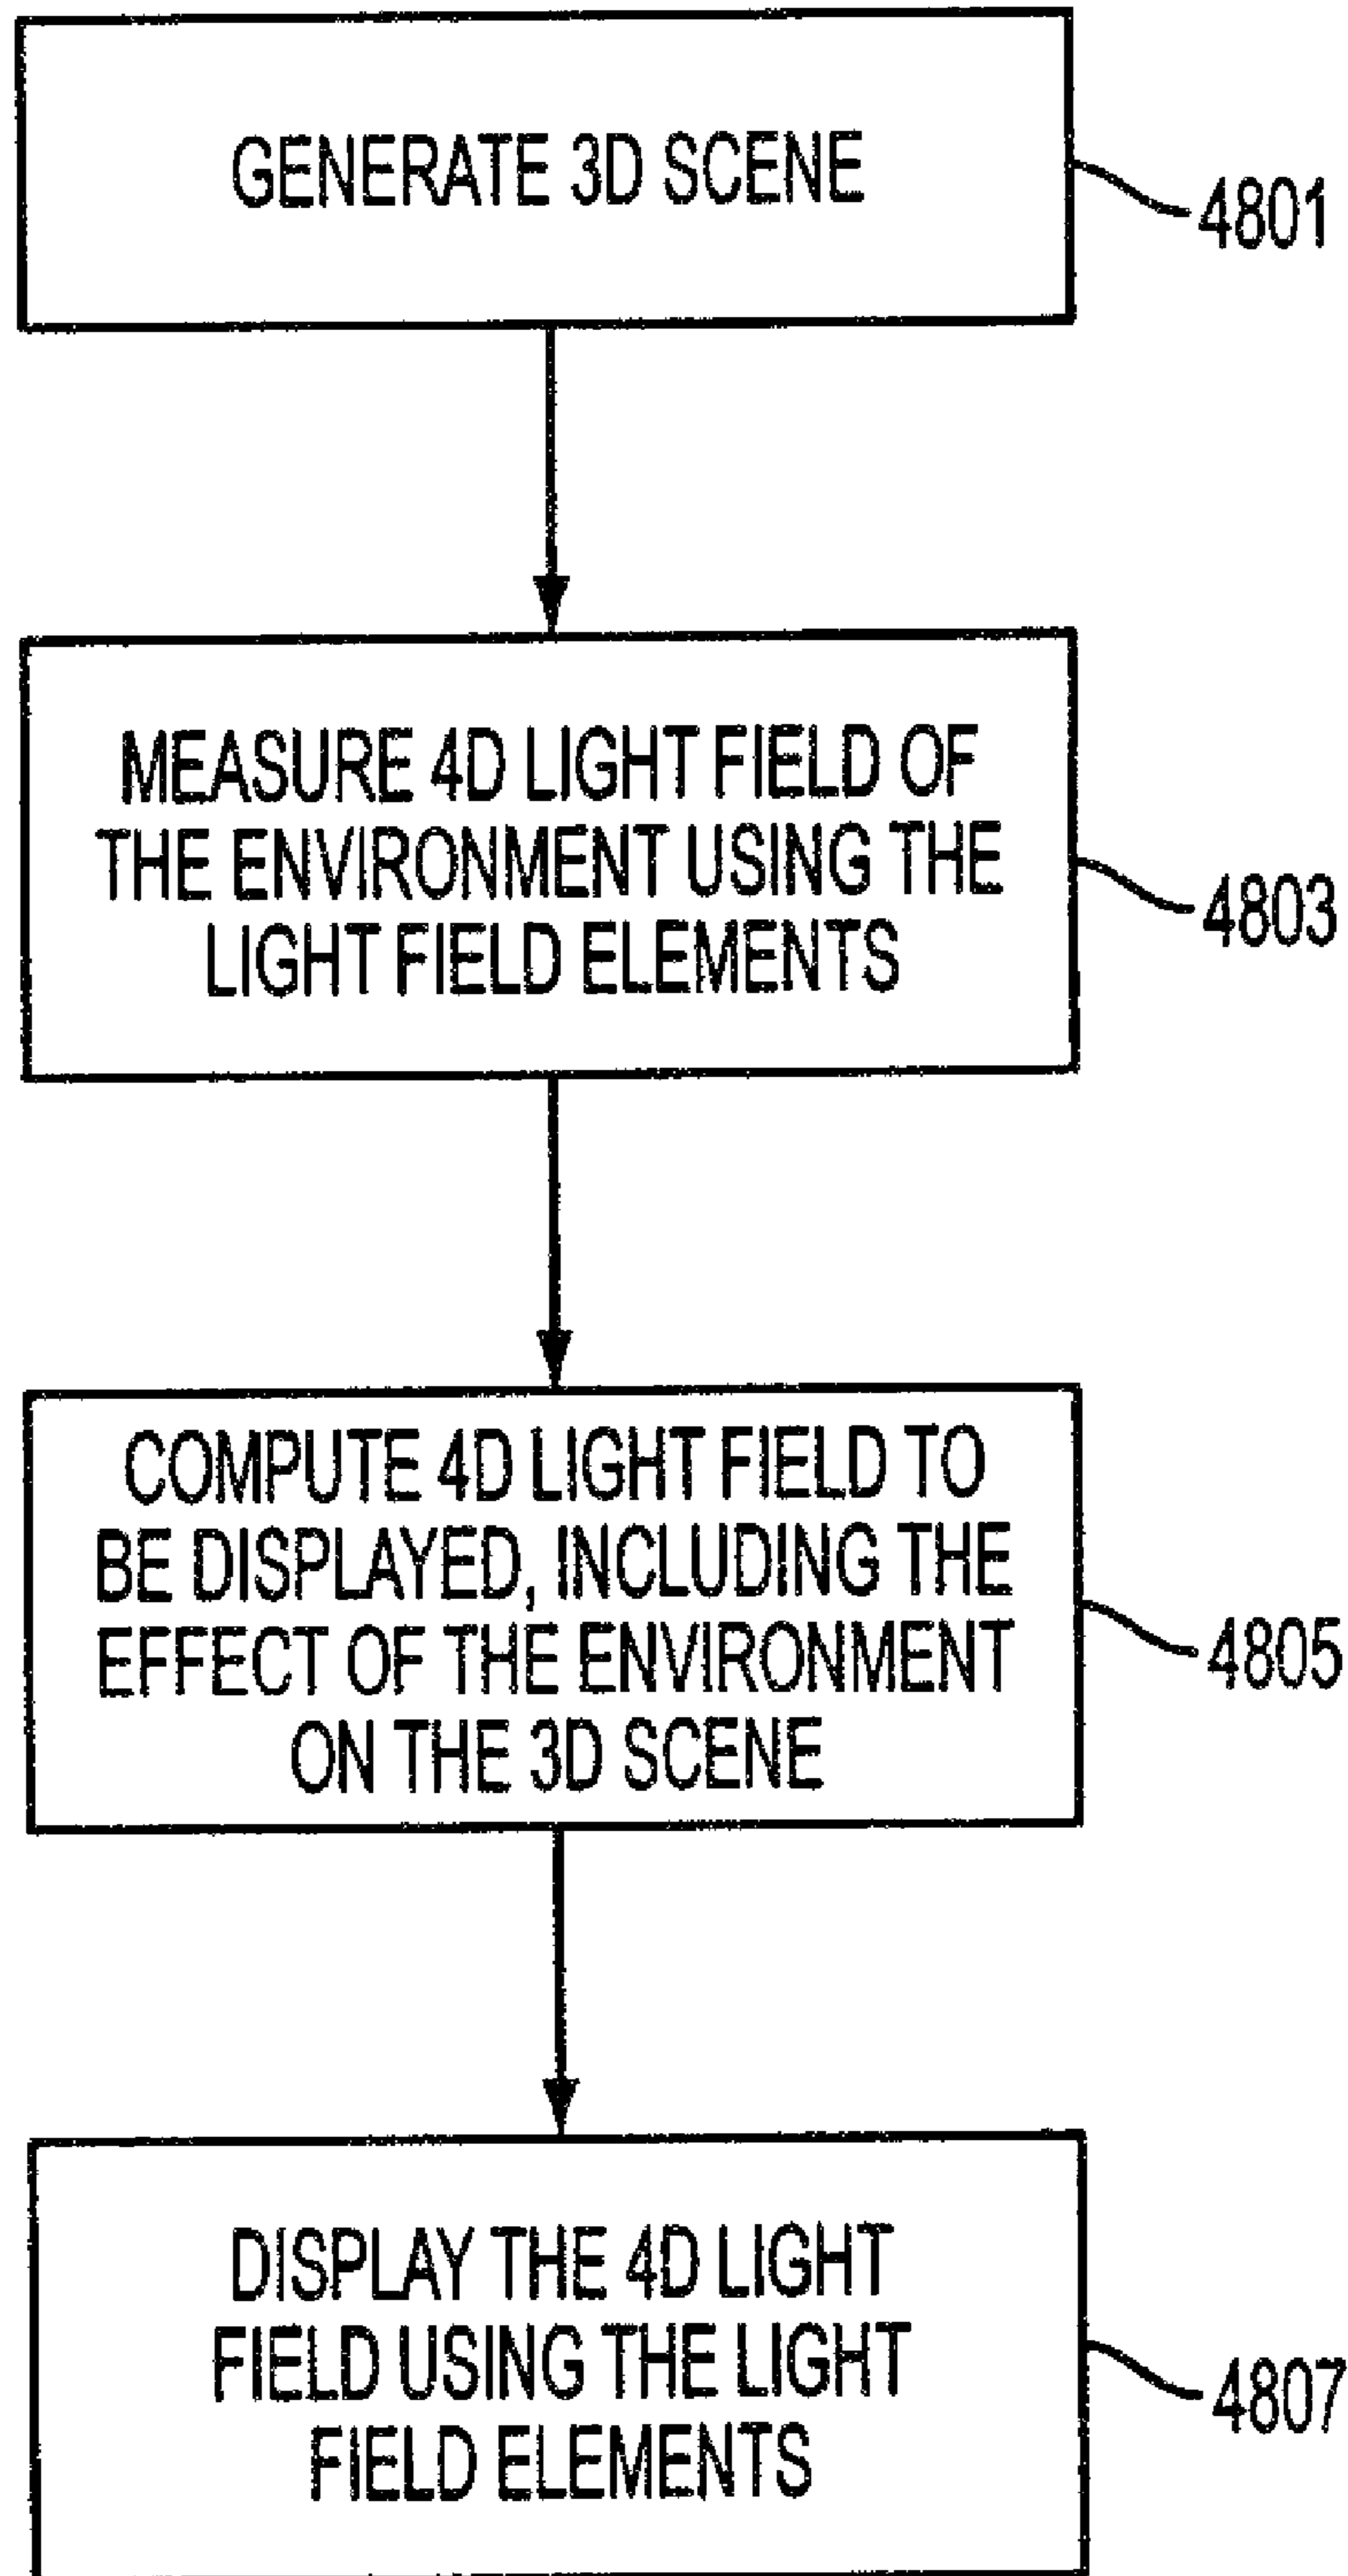 GENERATE 3D SCENE
4801
MEASURE 4D LIGHT FIELD OF
THE ENVIRONMENT USING THE
LIGHT FIELD ELEMENTS
4803
COMPUTE 4D LIGHT FIELD TO
BE DISPLAYED, INCLUDING THE
EFFECT OF THE ENVIRONMENT
ON THE 3D SCENE
4805
DISPLAY THE 4D LIGHT
FIELD USING THE LIGHT
FIELD ELEMENTS
4807